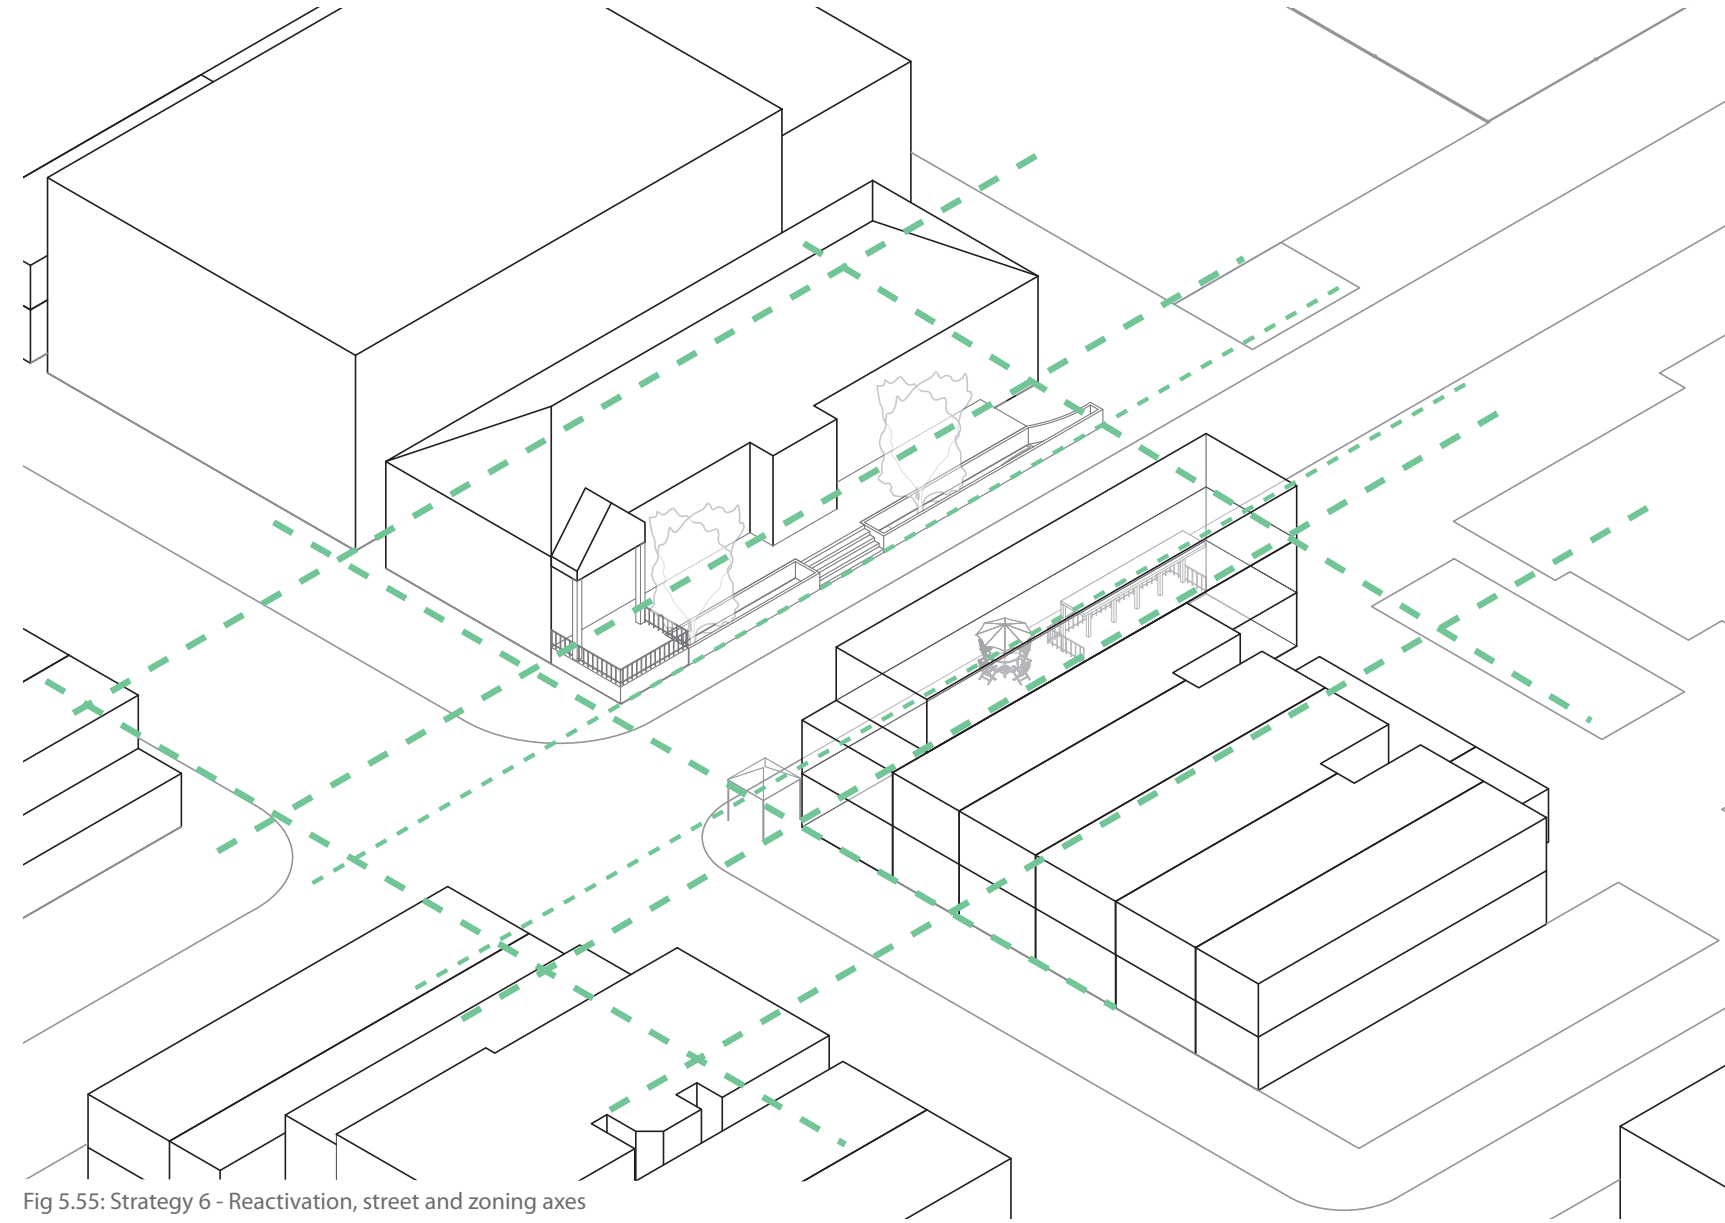 Fig 5.55: Strategy 6 - Reactivation, street and zoning axes